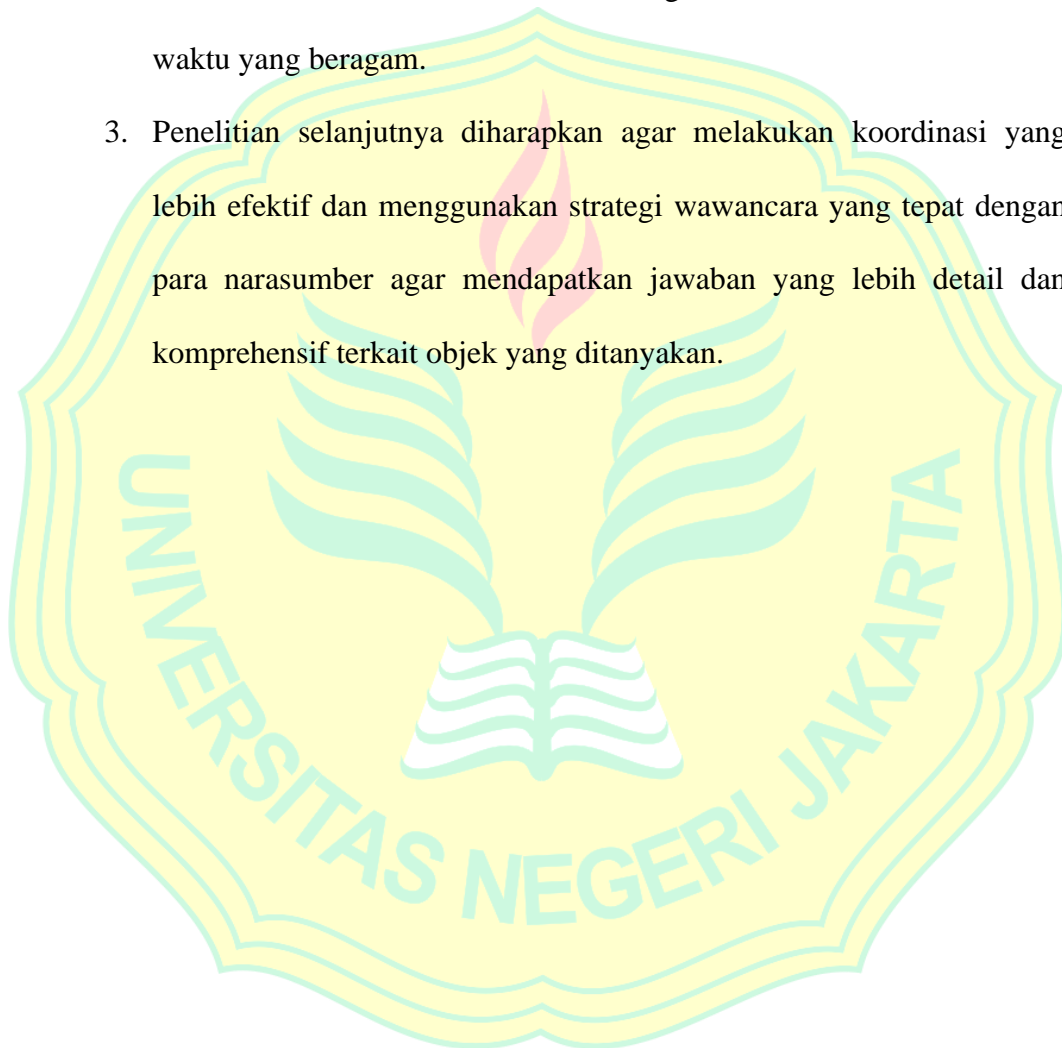 waktu yang beragam.
3. Penelitian selanjutnya diharapkan agar melakukan koordinasi yang
lebih efektif dan menggunakan strategi wawancara yang tepat dengan
para narasumber agar mendapatkan jawaban yang lebih detail dan
komprehensif terkait objek yang ditanyakan.
UNIVERSITAS NEGERI JAKARTA